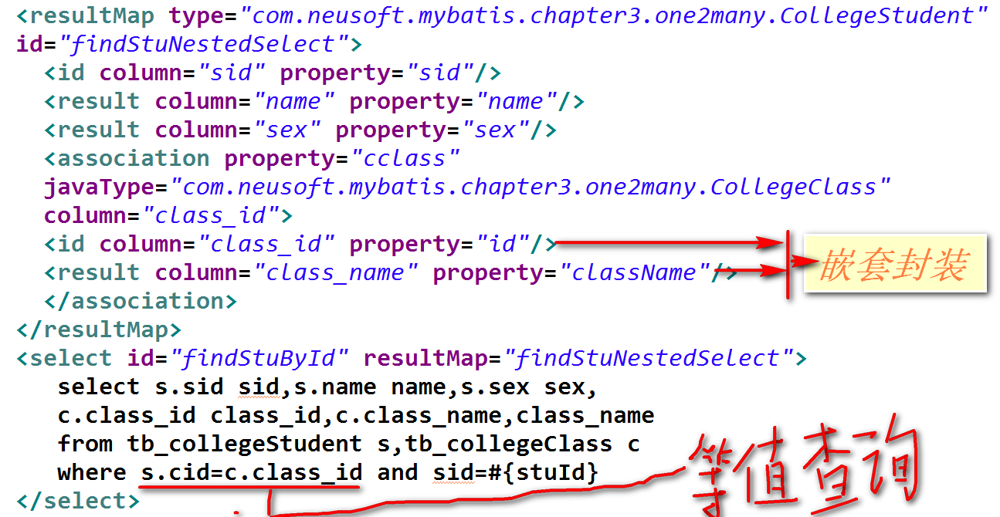 <resultMap type="com.neusoft.mybatis.chapter3.one2many.CollegeStudent"
id="findStuNestedSelect">
<id column="sid" property="sid"/>
<result column="name" property="name"/>
<result column="sex" property="sex"/>
<association property="cclass"
javaType="com.neusoft.mybatis.chapter3.one2many.CollegeClass"
column="class_id">
<id column="class_id" property="id"/>
<result column="class_name" property="className"/>
嵌套封装
</association>
</resultMap>
<select id="findStuById" resultMap="findStuNestedSelect">
select s.sid sid,s.name name,s.sex sex,
c.class_id class_id,c.class_name,class_name
from tb_collegeStudent s,tb_collegeClass c
where s.cid=c.class_id and sid=#{stuId}
等值查询
</select>